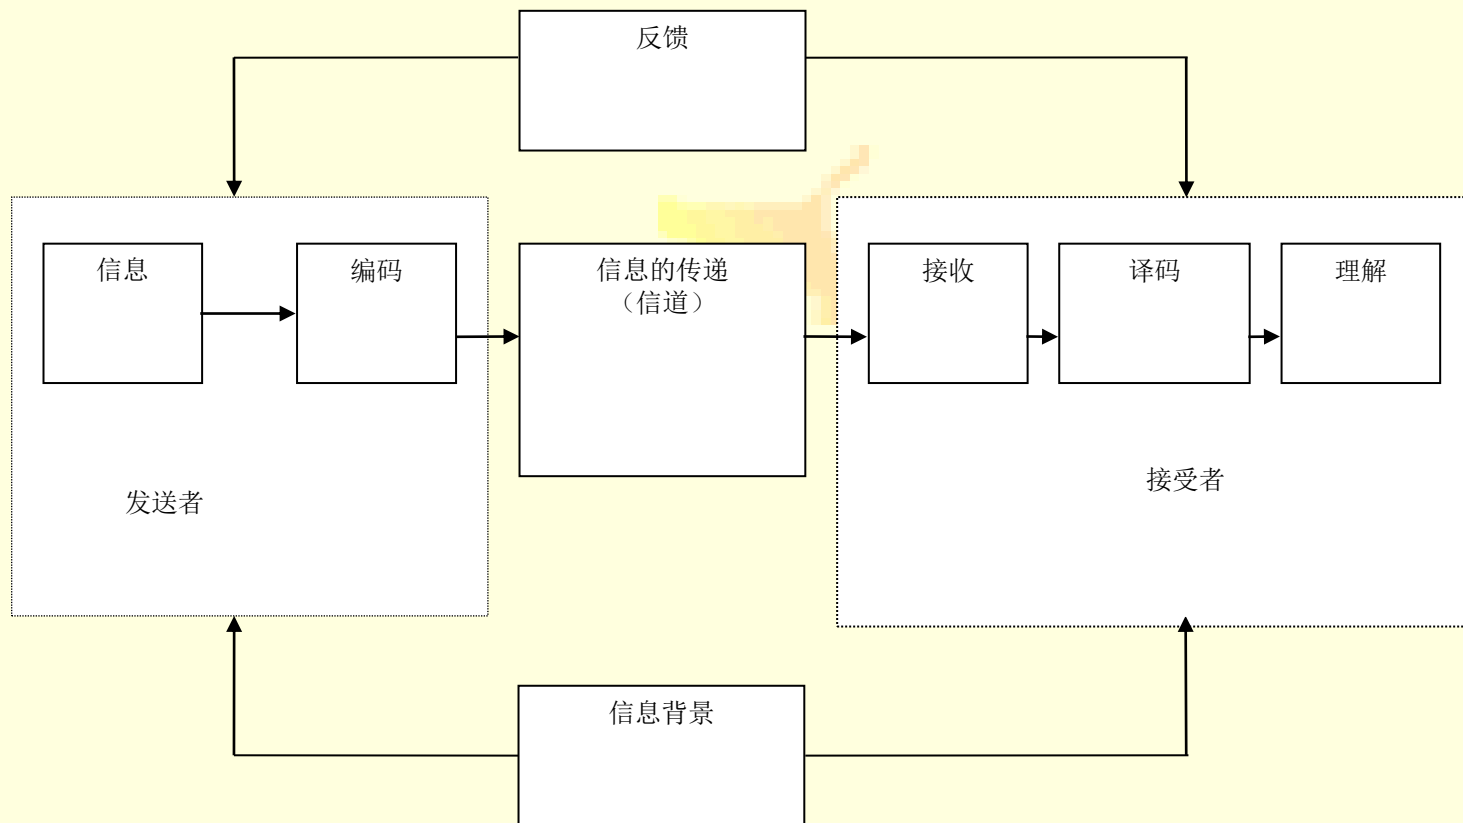 反馈
信息
编码
信息的传递
（信道）
接收
译码
理解
发送者
接受者
信息背景